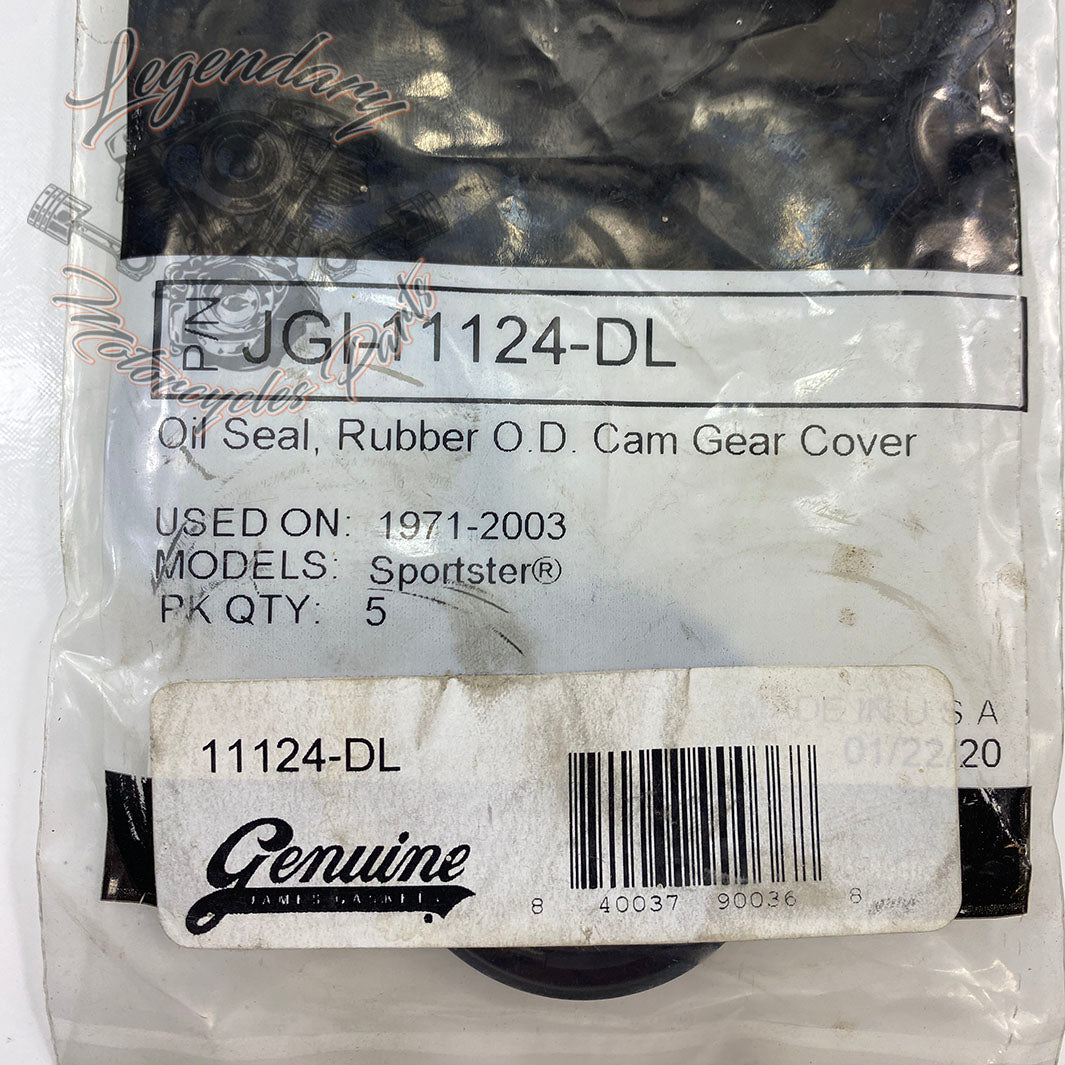 Legendary
Motorcycles Parts
P/N JGI-11124-DL
Oil Seal, Rubber O.D. Cam Gear Cover
USED ON: 1971-2003
MODELS: Sportster®
PK QTY: 5
MADE IN U S A
01/22/20
11124-DL
Genuine
JAMES GASKETS
8 40037 90036 8